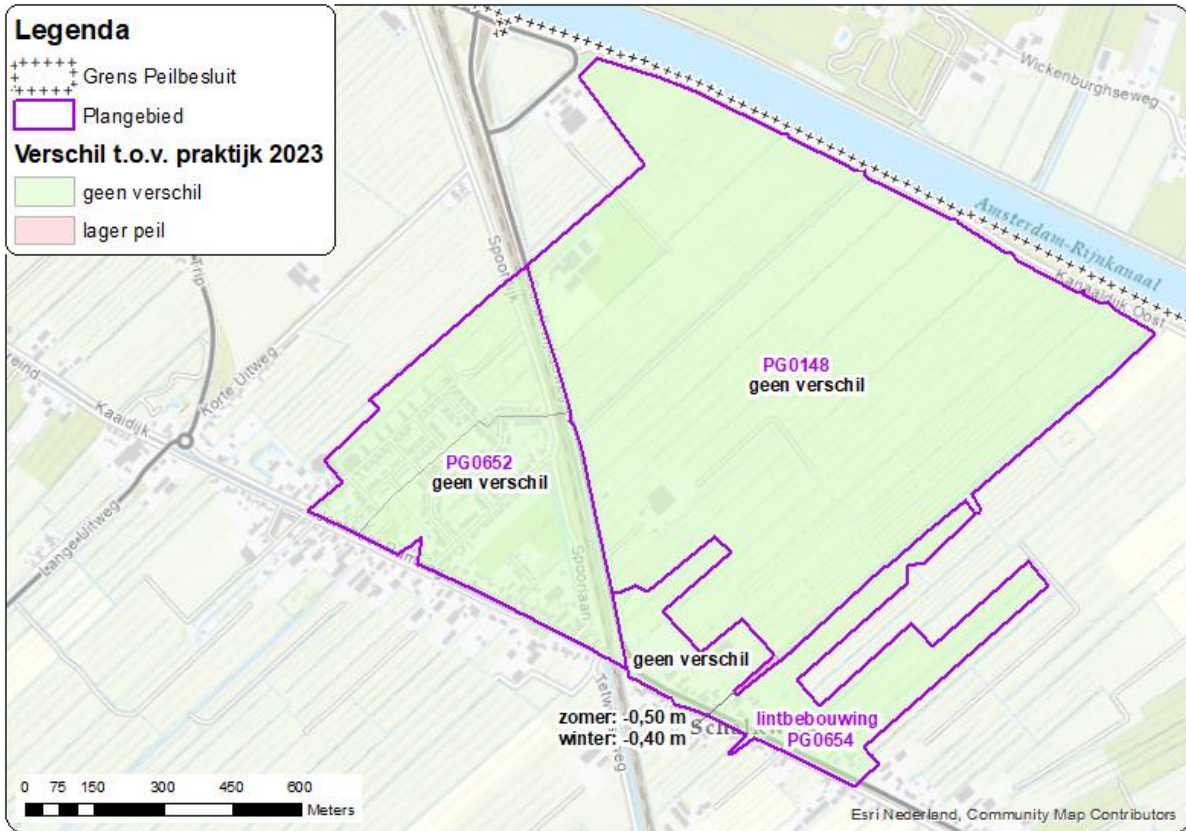 Legenda
Grens Peilbesluit
Plangebied
Verschil t.o.v. praktijk 2023
geen verschil
lager peil
Wickenburghseweg
Amsterdam-Rijnkanaal
Kanaaldijk Oost
Spoordijk
Trip
Korte Uitweg
Kaaidijk
reind.
Lange Uitweg
PG0148
geen verschil
PG0652
geen verschil
Spoorlaan
geen verschil
zomer: -0,50 m
winter: -0,40 m
lintbebouwing
PG0654
0 75 150 300 450 600
Meters
Esri Nederland, Community Map Contributors